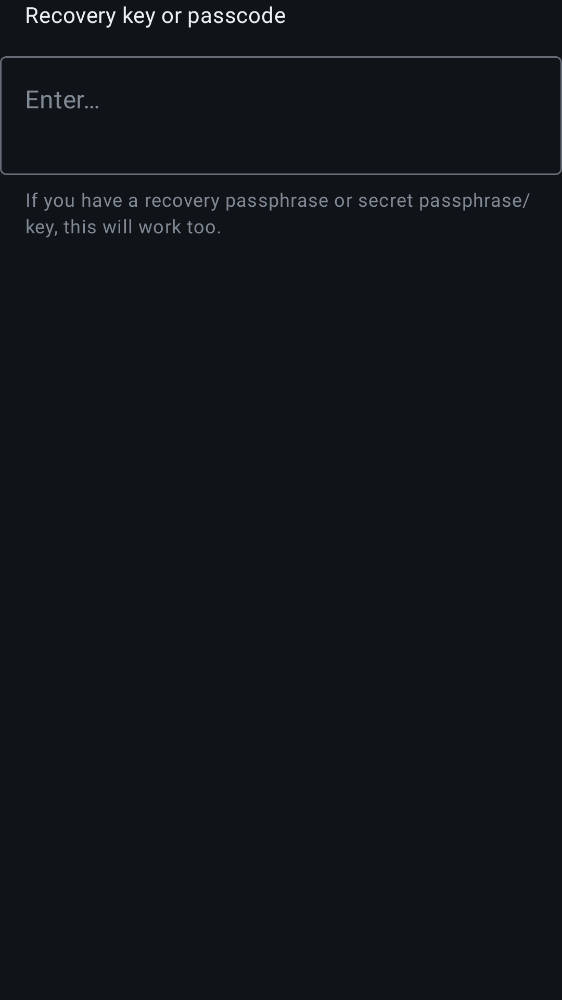 Recovery key or passcode
Enter…
If you have a recovery passphrase or secret passphrase/
key, this will work too.